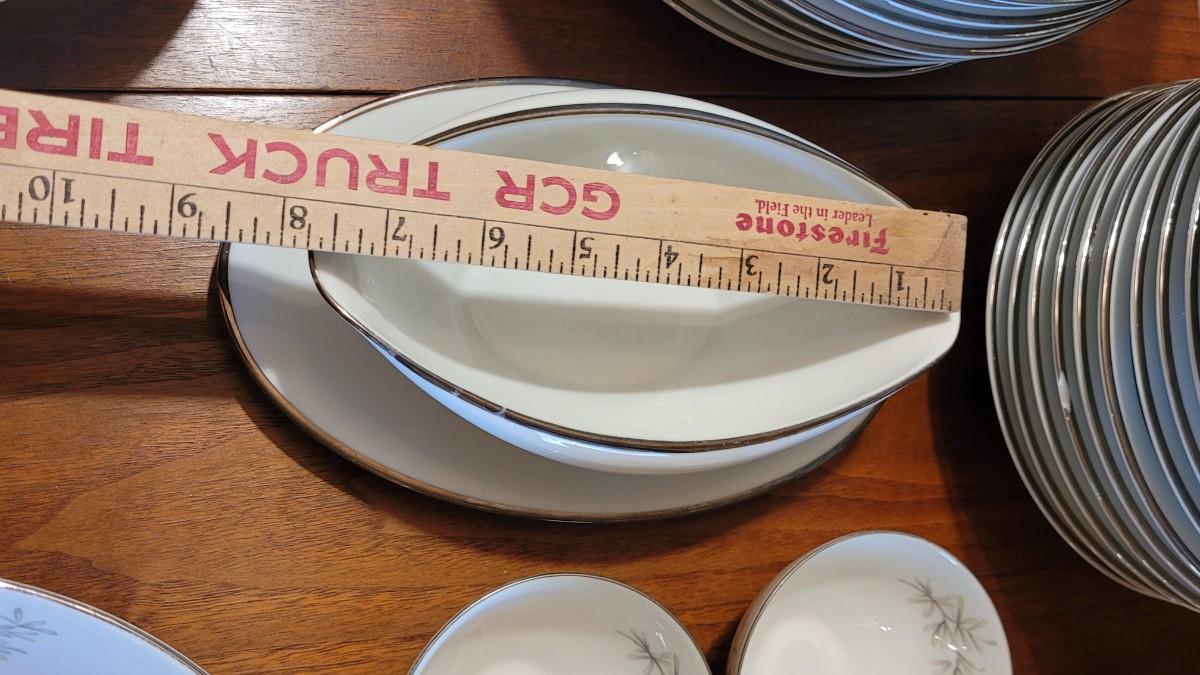 Firestone
Leader in the Field.
GCR TRUCK TIRE
1 2 3 4 5 6 7 8 9 10